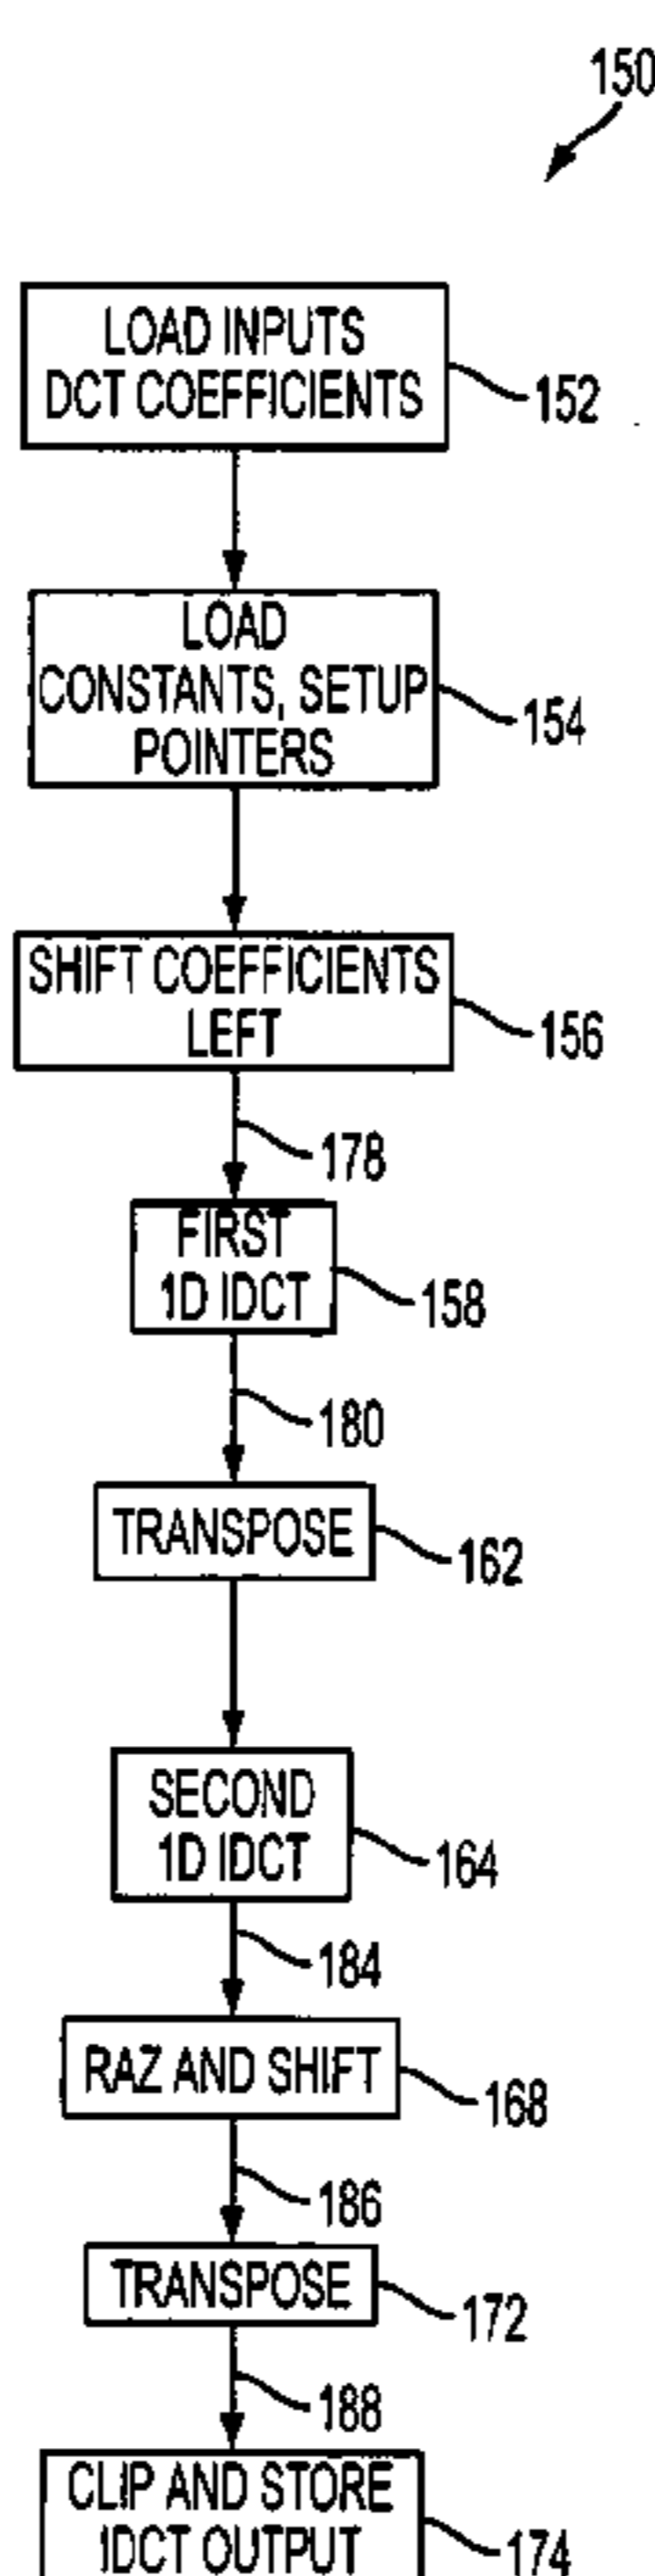 150
LOAD INPUTS
DCT COEFFICIENTS
152
LOAD
CONSTANTS, SETUP
POINTERS
154
SHIFT COEFFICIENTS
LEFT
156
178
FIRST
1D IDCT
158
180
TRANSPOSE
162
SECOND
1D IDCT
164
184
RAZ AND SHIFT
168
186
TRANSPOSE
172
188
CLIP AND STORE
IDCT OUTPUT
174